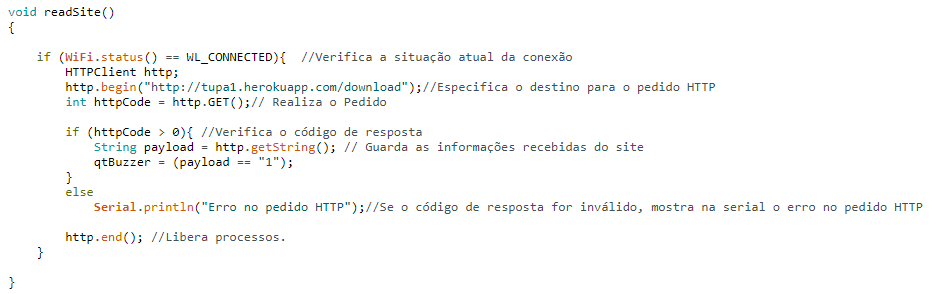 void readSite()
{
if (WiFi.status() == WL_CONNECTED){  //Verifica a situação atual da conexão
HTTPClient http;
http.begin("http://tupa1.herokuapp.com/download");//Especifica o destino para o pedido HTTP
int httpCode = http.GET();// Realiza o Pedido
if (httpCode > 0){ //Verifica o código de resposta
String payload = http.getString(); // Guarda as informações recebidas do site
qtBuzzer = (payload == "1");
}
else
Serial.println("Erro no pedido HTTP");//Se o código de resposta for inválido, mostra na serial o erro no pedido HTTP
http.end(); //Libera processos.
}
}